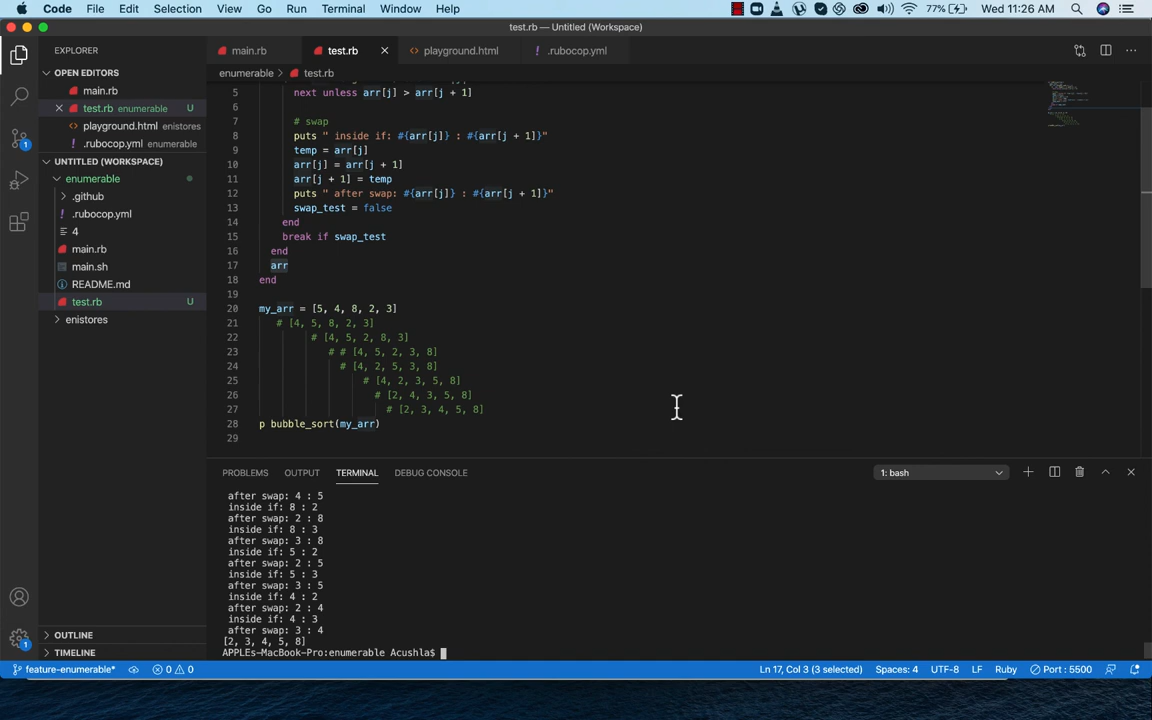 Code File Edit Selection View Go Run Terminal Window Help 77% Wed 11:26 AM
test.rb — Untitled (Workspace)
EXPLORER
main.rb test.rb playground.html .rubocop.yml
OPEN EDITORS
main.rb
test.rb enumerable U
playground.html enistores
.rubocop.yml enumerable
UNTITLED (WORKSPACE)
enumerable
.github
.rubocop.yml
4
main.rb
main.sh
README.md
test.rb U
enistores
OUTLINE
TIMELINE
enumerable > test.rb
5 next unless arr[j] > arr[j + 1]
6
7 # swap
8 puts " inside if: #{arr[j]} : #{arr[j + 1]}"
9 temp = arr[j]
10 arr[j] = arr[j + 1]
11 arr[j + 1] = temp
12 puts " after swap: #{arr[j]} : #{arr[j + 1]}"
13 swap_test = false
14 end
15 break if swap_test
16 end
17 arr
18 end
19
20 my_arr = [5, 4, 8, 2, 3]
21 # [4, 5, 8, 2, 3]
22 # [4, 5, 2, 8, 3]
23 # # [4, 5, 2, 3, 8]
24 # [4, 2, 5, 3, 8]
25 # [4, 2, 3, 5, 8]
26 # [2, 4, 3, 5, 8]
27 # [2, 3, 4, 5, 8]
28 p bubble_sort(my_arr)
29
PROBLEMS OUTPUT TERMINAL DEBUG CONSOLE 1: bash
after swap: 4 : 5
inside if: 8 : 2
after swap: 2 : 8
inside if: 8 : 3
after swap: 3 : 8
inside if: 5 : 2
after swap: 2 : 5
inside if: 5 : 3
after swap: 3 : 5
inside if: 4 : 2
after swap: 2 : 4
inside if: 4 : 3
after swap: 3 : 4
[2, 3, 4, 5, 8]
APPLEs-MacBook-Pro:enumerable Acushla$
feature-enumerable* 0 0 Ln 17, Col 3 (3 selected) Spaces: 4 UTF-8 LF Ruby Port : 5500